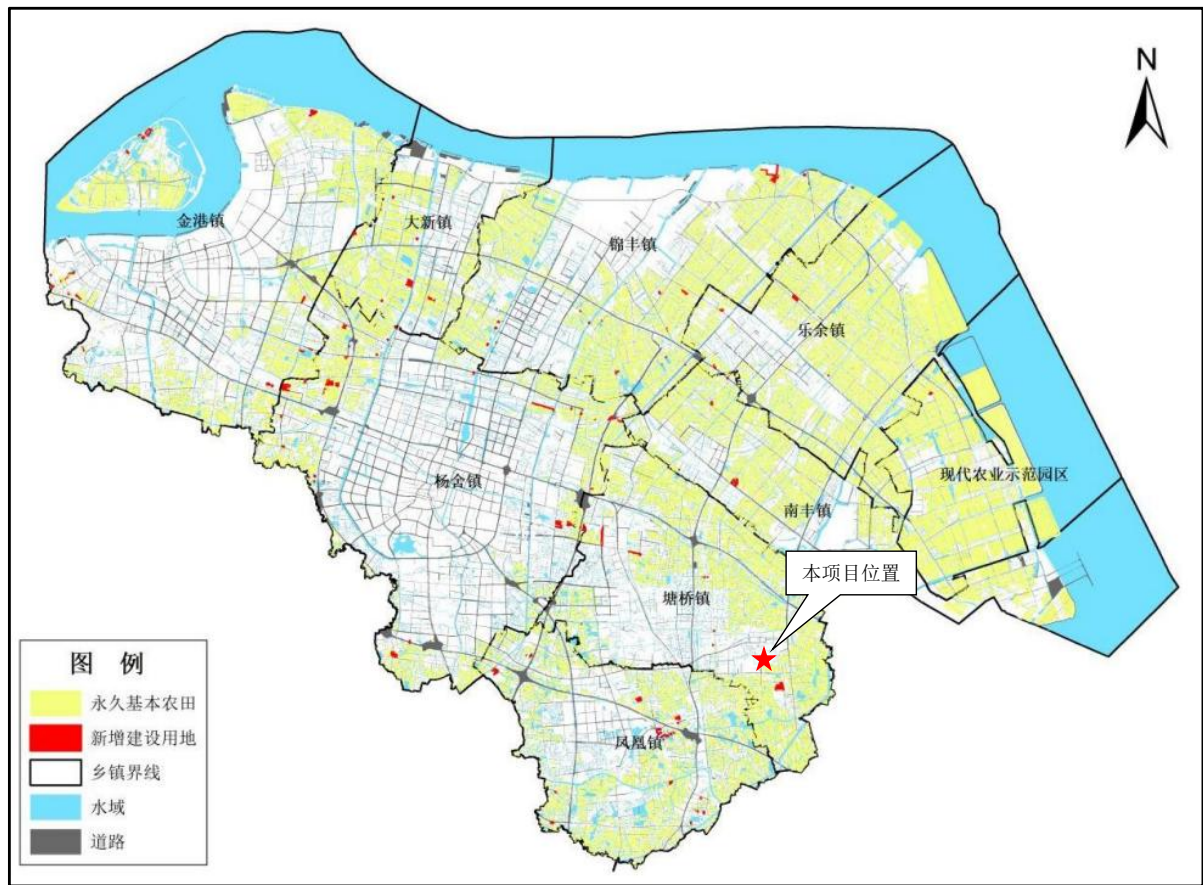 N
金港镇
大新镇
锦丰镇
乐余镇
杨舍镇
现代农业示范园区
南丰镇
本项目位置
塘桥镇
凤凰镇
图 例
永久基本农田
新增建设用地
乡镇界线
水域
道路